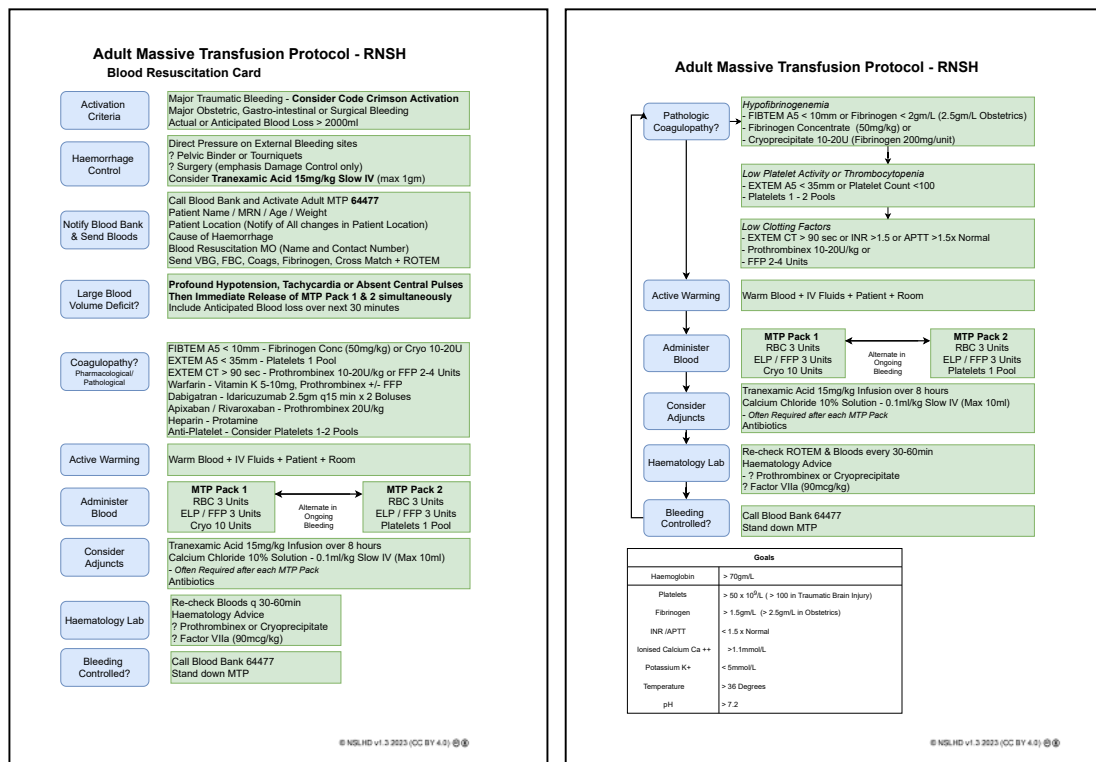 Adult Massive Transfusion Protocol - RNSH
Blood Resuscitation Card
Activation
Criteria
Major Traumatic Bleeding - Consider Code Crimson Activation
Major Obstetric, Gastro-intestinal or Surgical Bleeding
Actual or Anticipated Blood Loss > 2000ml
Haemorrhage
Control
Direct Pressure on External Bleeding sites
? Pelvic Binder or Tourniquets
? Surgery (emphasis Damage Control only)
Consider Tranexamic Acid 15mg/kg Slow IV (max 1gm)
Notify Blood Bank
& Send Bloods
Call Blood Bank and Activate Adult MTP 64477
Patient Name / MRN / Age / Weight
Patient Location (Notify of All changes in Patient Location)
Cause of Haemorrhage
Blood Resuscitation MO (Name and Contact Number)
Send VBG, FBC, Coags, Fibrinogen, Cross Match + ROTEM
Large Blood
Volume Deficit?
Profound Hypotension, Tachycardia or Absent Central Pulses
Then Immediate Release of MTP Pack 1 & 2 simultaneously
Include Anticipated Blood loss over next 30 minutes
Coagulopathy?
Pharmacological/
Pathological
FIBTEM A5 < 10mm - Fibrinogen Conc (50mg/kg) or Cryo 10-20U
EXTEM A5 < 35mm - Platelets 1 Pool
EXTEM CT > 90 sec - Prothrombinex 10-20U/kg or FFP 2-4 Units
Warfarin - Vitamin K 5-10mg, Prothrombinex +/- FFP
Dabigatran - Idaricuzumab 2.5gm q15 min x 2 Boluses
Apixaban / Rivaroxaban - Prothrombinex 20U/kg
Heparin - Protamine
Anti-Platelet - Consider Platelets 1-2 Pools
Active Warming
Warm Blood + IV Fluids + Patient + Room
Administer
Blood
MTP Pack 1
RBC 3 Units
ELP / FFP 3 Units
Cryo 10 Units
Alternate in
Ongoing
Bleeding
MTP Pack 2
RBC 3 Units
ELP / FFP 3 Units
Platelets 1 Pool
Consider
Adjuncts
Tranexamic Acid 15mg/kg Infusion over 8 hours
Calcium Chloride 10% Solution - 0.1ml/kg Slow IV (Max 10ml)
- Often Required after each MTP Pack
Antibiotics
Haematology Lab
Re-check Bloods q 30-60min
Haematology Advice
? Prothrombinex or Cryoprecipitate
? Factor VIIa (90mcg/kg)
Bleeding
Controlled?
Call Blood Bank 64477
Stand down MTP
© NSLHD v1.3 2023 (CC BY 4.0)
Adult Massive Transfusion Protocol - RNSH
Pathologic
Coagulopathy?
Hypofibrinogenemia
- FIBTEM A5 < 10mm or Fibrinogen < 2gm/L (2.5gm/L Obstetrics)
- Fibrinogen Concentrate (50mg/kg) or
- Cryoprecipitate 10-20U (Fibrinogen 200mg/unit)
Low Platelet Activity or Thrombocytopenia
- EXTEM A5 < 35mm or Platelet Count <100
- Platelets 1 - 2 Pools
Low Clotting Factors
- EXTEM CT > 90 sec or INR >1.5 or APTT >1.5x Normal
- Prothrombinex 10-20U/kg or
- FFP 2-4 Units
Active Warming
Warm Blood + IV Fluids + Patient + Room
Administer
Blood
MTP Pack 1
RBC 3 Units
ELP / FFP 3 Units
Cryo 10 Units
Alternate in
Ongoing
Bleeding
MTP Pack 2
RBC 3 Units
ELP / FFP 3 Units
Platelets 1 Pool
Consider
Adjuncts
Tranexamic Acid 15mg/kg Infusion over 8 hours
Calcium Chloride 10% Solution - 0.1ml/kg Slow IV (Max 10ml)
- Often Required after each MTP Pack
Antibiotics
Haematology Lab
Re-check ROTEM & Bloods every 30-60min
Haematology Advice
- ? Prothrombinex or Cryoprecipitate
? Factor VIIa (90mcg/kg)
Bleeding
Controlled?
Call Blood Bank 64477
Stand down MTP
Goals
Haemoglobin > 70gm/L
Platelets > 50 x 10⁹/L ( > 100 in Traumatic Brain Injury)
Fibrinogen > 1.5gm/L (> 2.5gm/L in Obstetrics)
INR /APTT < 1.5 x Normal
Ionised Calcium Ca ++ >1.1mmol/L
Potassium K+ < 5mmol/L
Temperature > 36 Degrees
pH > 7.2
© NSLHD v1.3 2023 (CC BY 4.0)